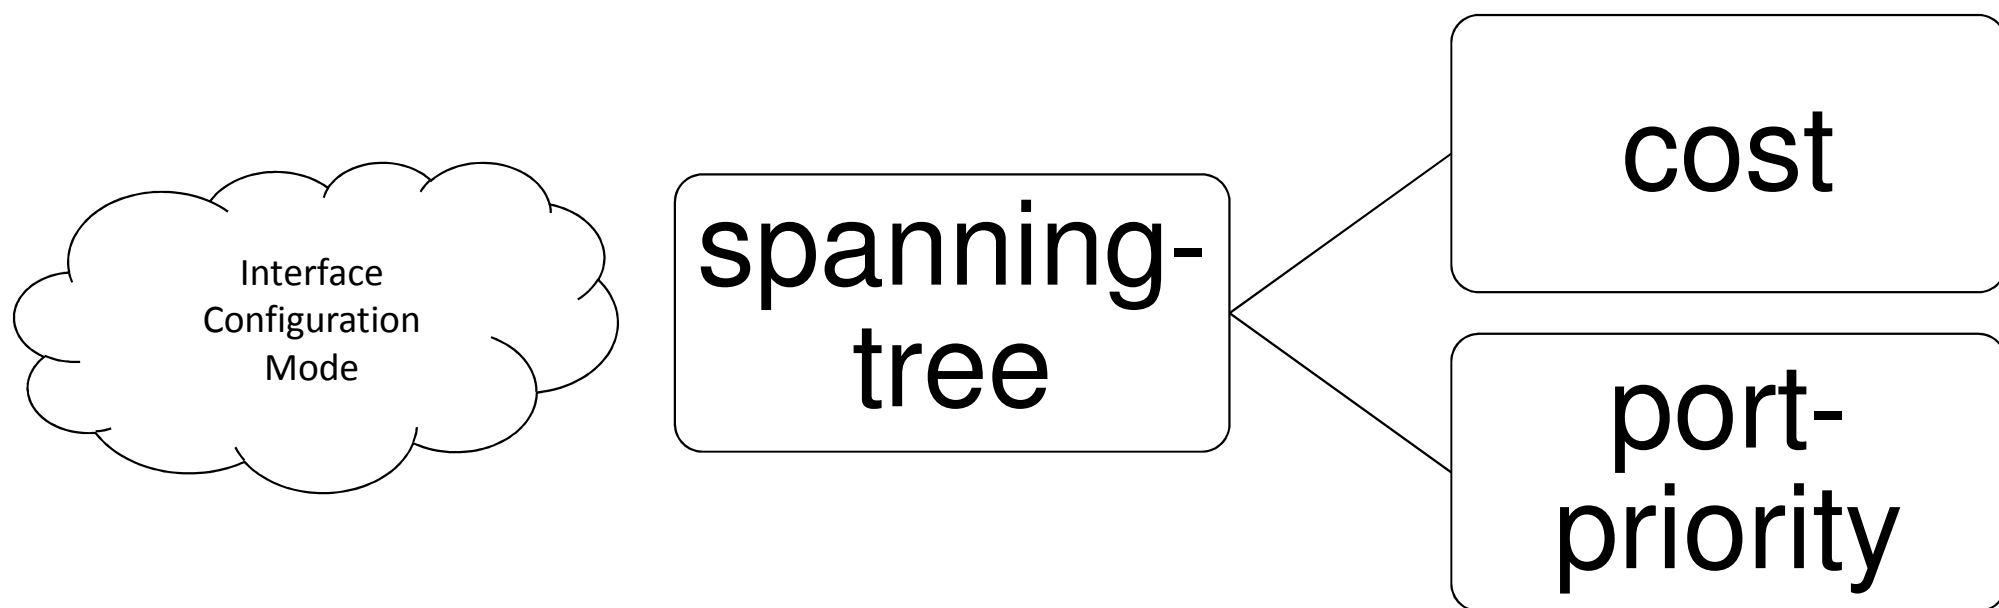 Interface
Configuration
Mode
spanning-
tree
cost
port-
priority